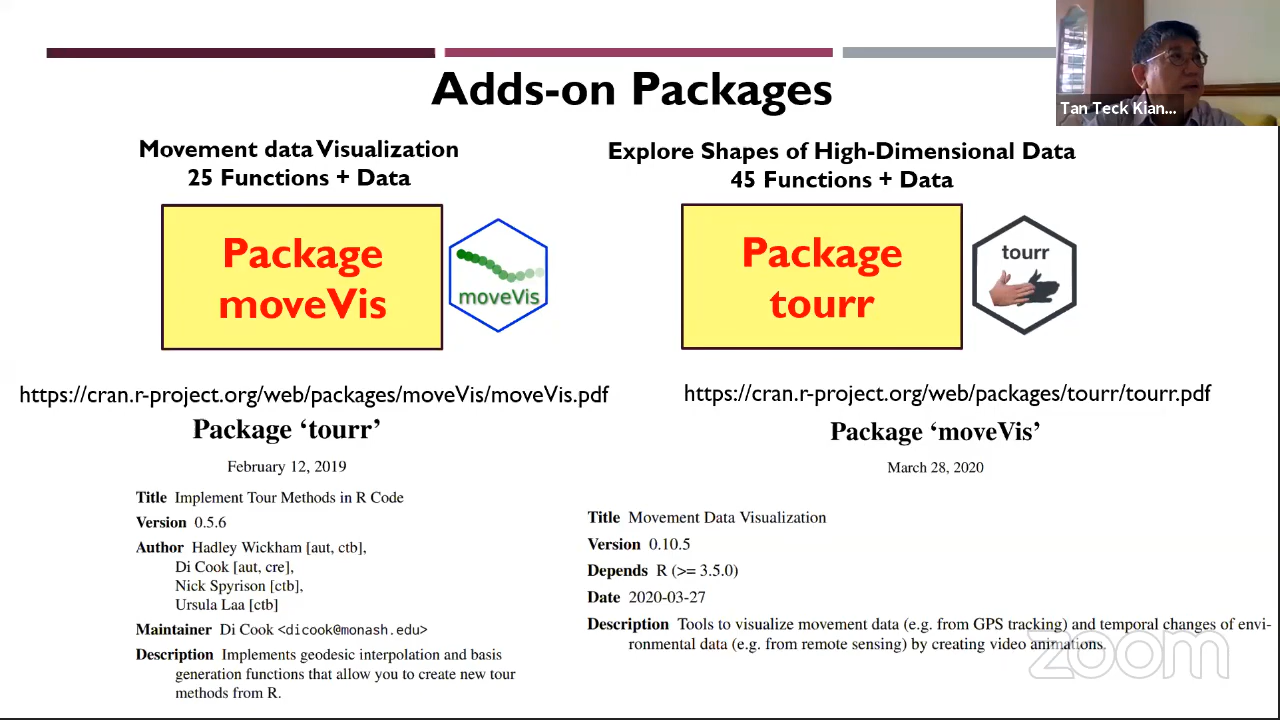 Adds-on Packages
Tan Teck Kian...
Movement data Visualization
25 Functions + Data
Package
moveVis
moveVis
https://cran.r-project.org/web/packages/moveVis/moveVis.pdf
Package ‘tourr’
February 12, 2019
Title Implement Tour Methods in R Code
Version 0.5.6
Author Hadley Wickham [aut, ctb],
Di Cook [aut, cre],
Nick Spyrison [ctb],
Ursula Laa [ctb]
Maintainer Di Cook <dicook@monash.edu>
Description Implements geodesic interpolation and basis
generation functions that allow you to create new tour
methods from R.
Explore Shapes of High-Dimensional Data
45 Functions + Data
Package
tourr
tourr
https://cran.r-project.org/web/packages/tourr/tourr.pdf
Package ‘moveVis’
March 28, 2020
Title Movement Data Visualization
Version 0.10.5
Depends R (>= 3.5.0)
Date 2020-03-27
Description Tools to visualize movement data (e.g. from GPS tracking) and temporal changes of envi-
ronmental data (e.g. from remote sensing) by creating video animations.
zoom